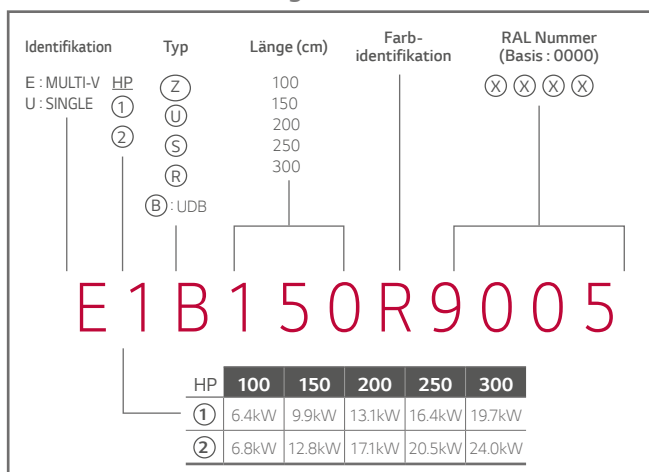 Identifikation Typ Länge (cm) Farb-identifikation RAL Nummer (Basis : 0000)
E : MULTI-V HP Z 100 X X X X
U : SINGLE 1 U 150
2 S 200
R 250
B : UDB 300
E1B150R9005
HP 100 150 200 250 300
1 6.4kW 9.9kW 13.1kW 16.4kW 19.7kW
2 6.8kW 12.8kW 17.1kW 20.5kW 24.0kW